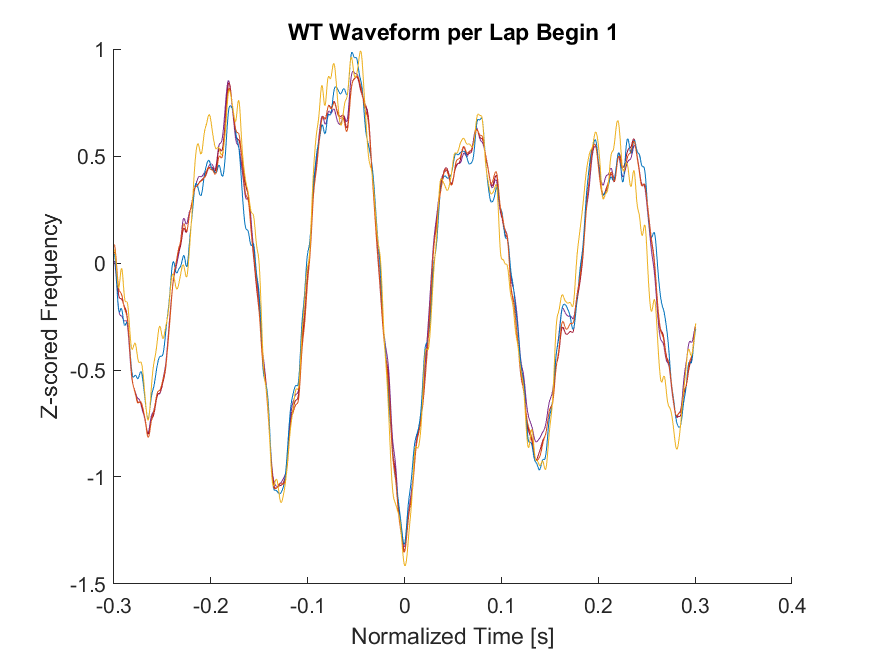 WT Waveform per Lap Begin 1
1
0.5
0
-0.5
-1
-1.5
Z-scored Frequency
-0.3 -0.2 -0.1 0 0.1 0.2 0.3 0.4
Normalized Time [s]